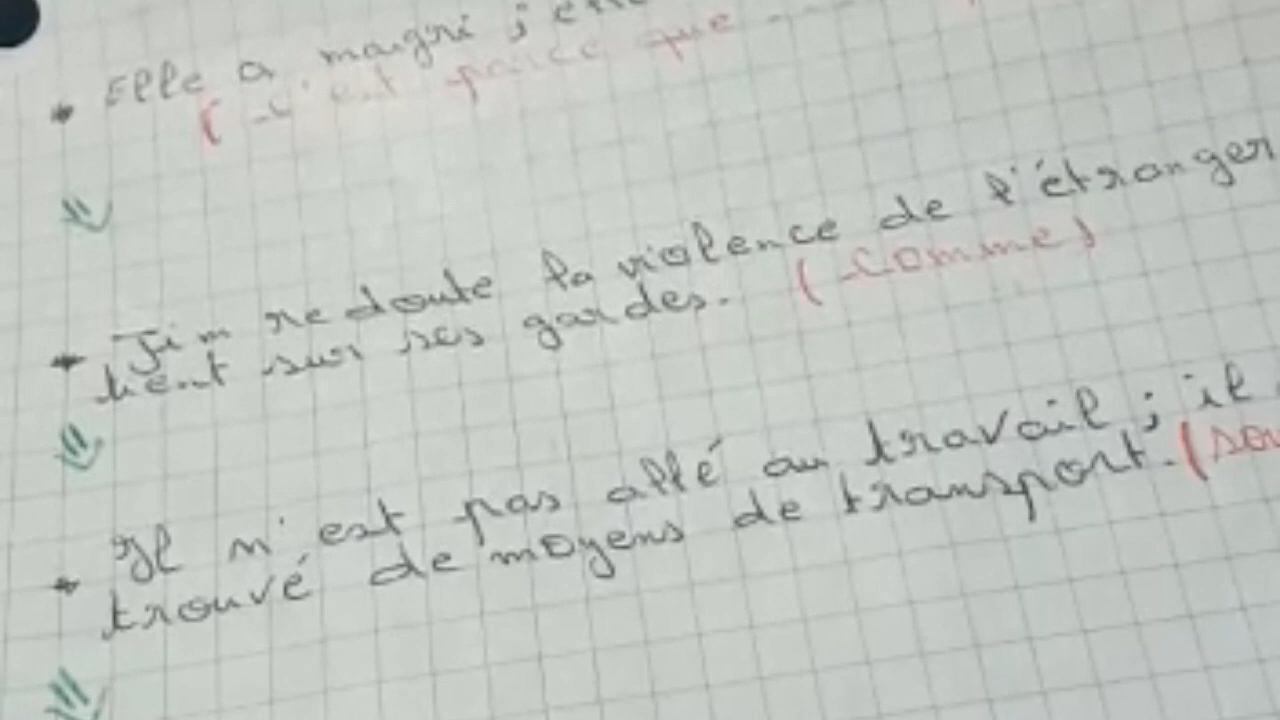 Elle a maigri ; elle
( c'est parce que ----
Jim redoute la violence de l'étranger
tient sur ses gardes. ( Comme )
Il n'est pas allé au travail ; il
trouvé de moyens de transport. (